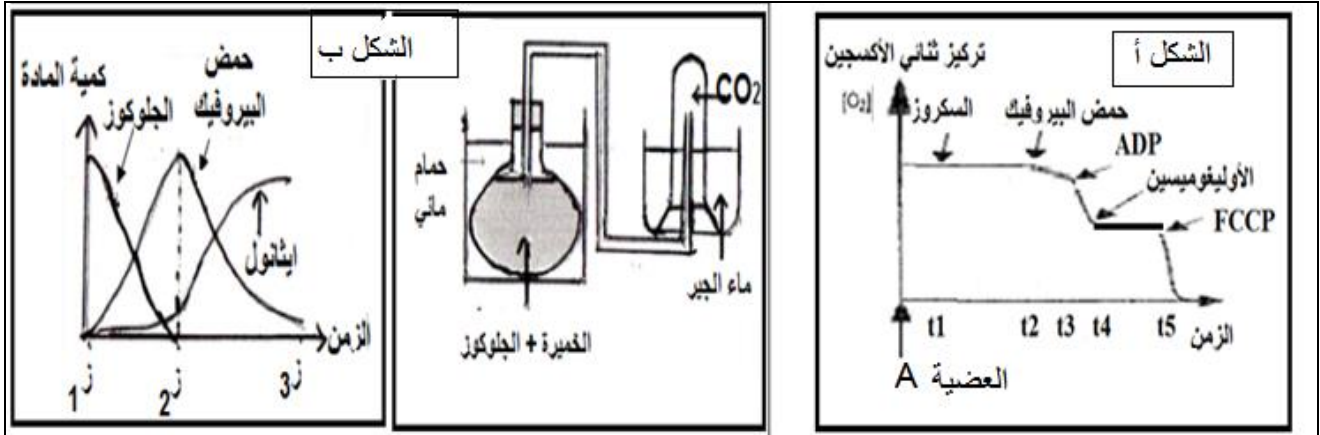 الشكل أ
تركيز ثنائي الأكسجين
[O₂]
السكروز
حمض البيروفيك
ADP
الأوليغوميسين
FCCP
t1 t2 t3 t4 t5 الزمن
العضية A
الشكل ب
CO₂
حمام
مائي
ماء الجير
الخميرة + الجلوكوز
كمية المادة
الجلوكوز
حمض
البيروفيك
ايثانول
الزمن
ز1 ز2 ز3